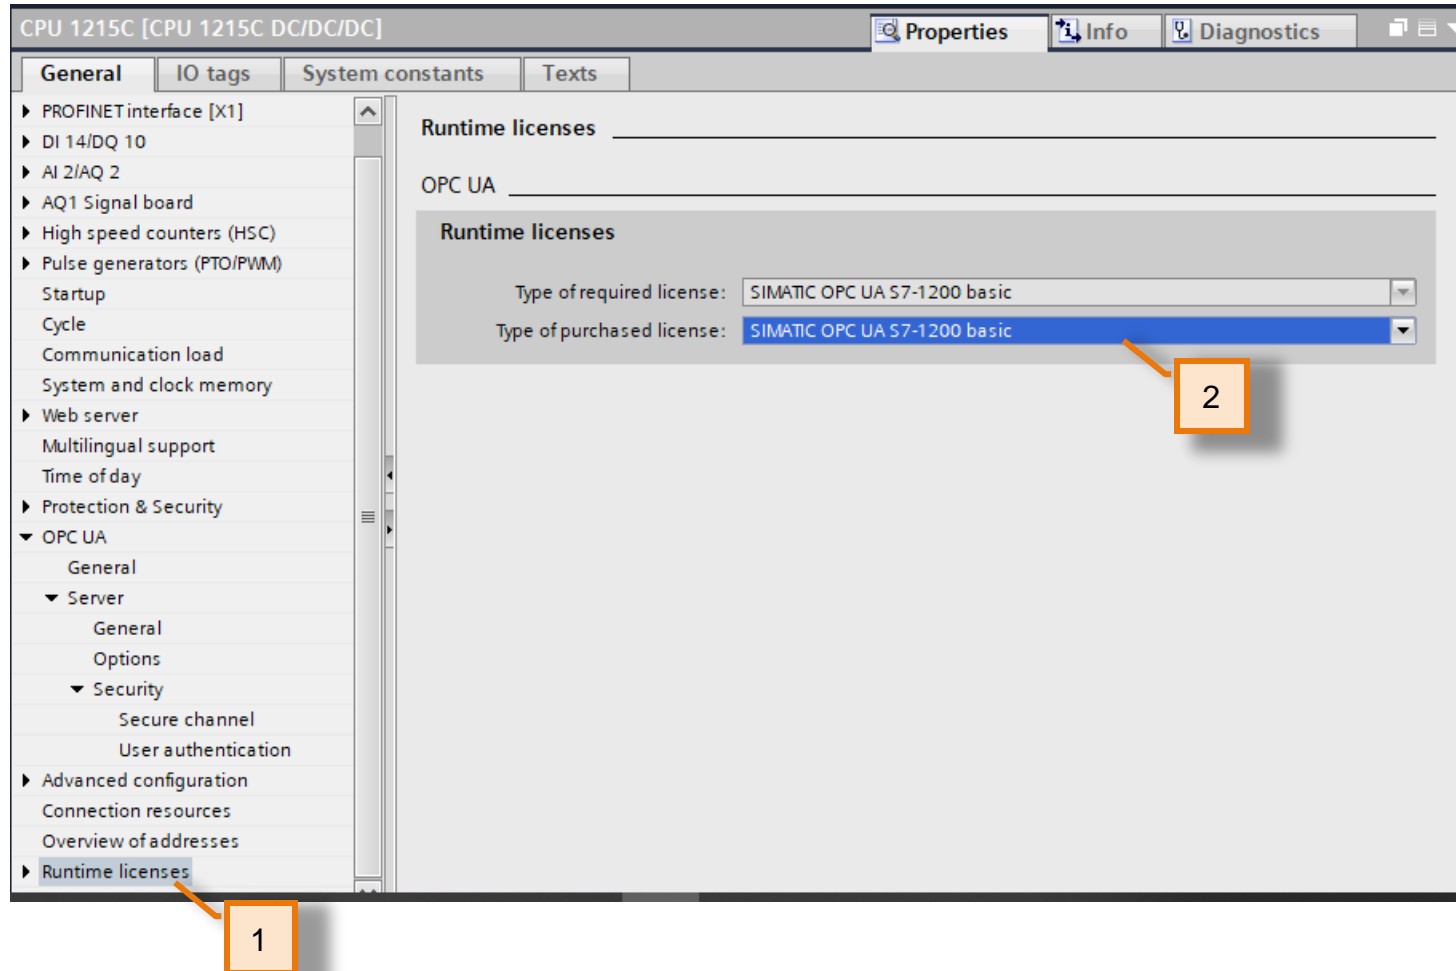 CPU 1215C [CPU 1215C DC/DC/DC]
Properties
Info
Diagnostics
General
IO tags
System constants
Texts
PROFINET interface [X1]
DI 14/DQ 10
AI 2/AQ 2
AQ1 Signal board
High speed counters (HSC)
Pulse generators (PTO/PWM)
Startup
Cycle
Communication load
System and clock memory
Web server
Multilingual support
Time of day
Protection & Security
OPC UA
General
Server
General
Options
Security
Secure channel
User authentication
Advanced configuration
Connection resources
Overview of addresses
Runtime licenses
1
Runtime licenses
OPC UA
Runtime licenses
Type of required license: SIMATIC OPC UA S7-1200 basic
Type of purchased license: SIMATIC OPC UA S7-1200 basic
2